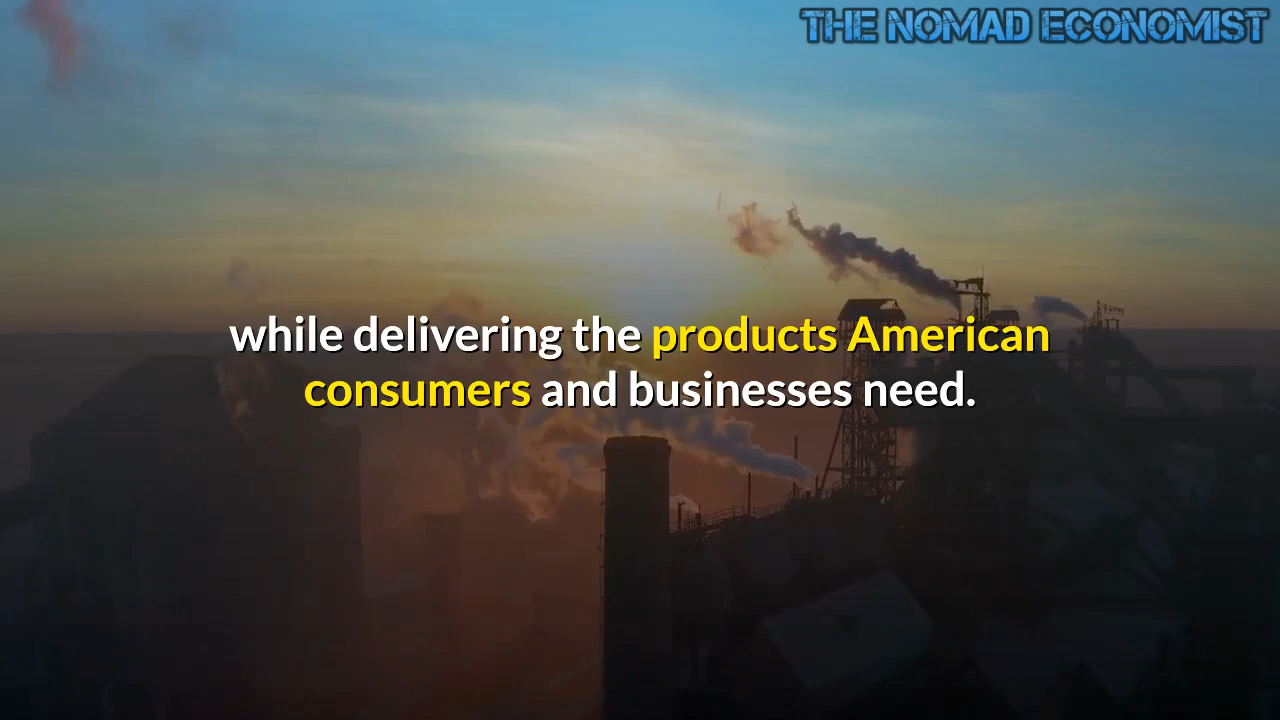 THE NOMAD ECONOMIST
while delivering the products American
consumers and businesses need.